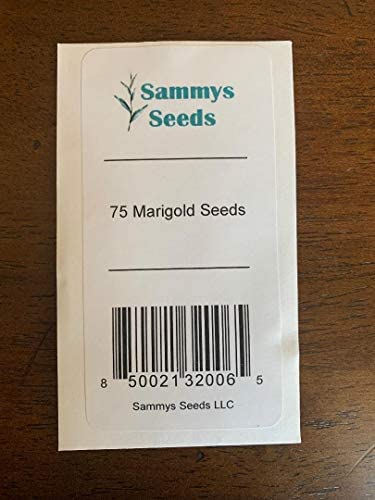 Sammys
Seeds
75 Marigold Seeds
8 50021 32006 5
Sammys Seeds LLC